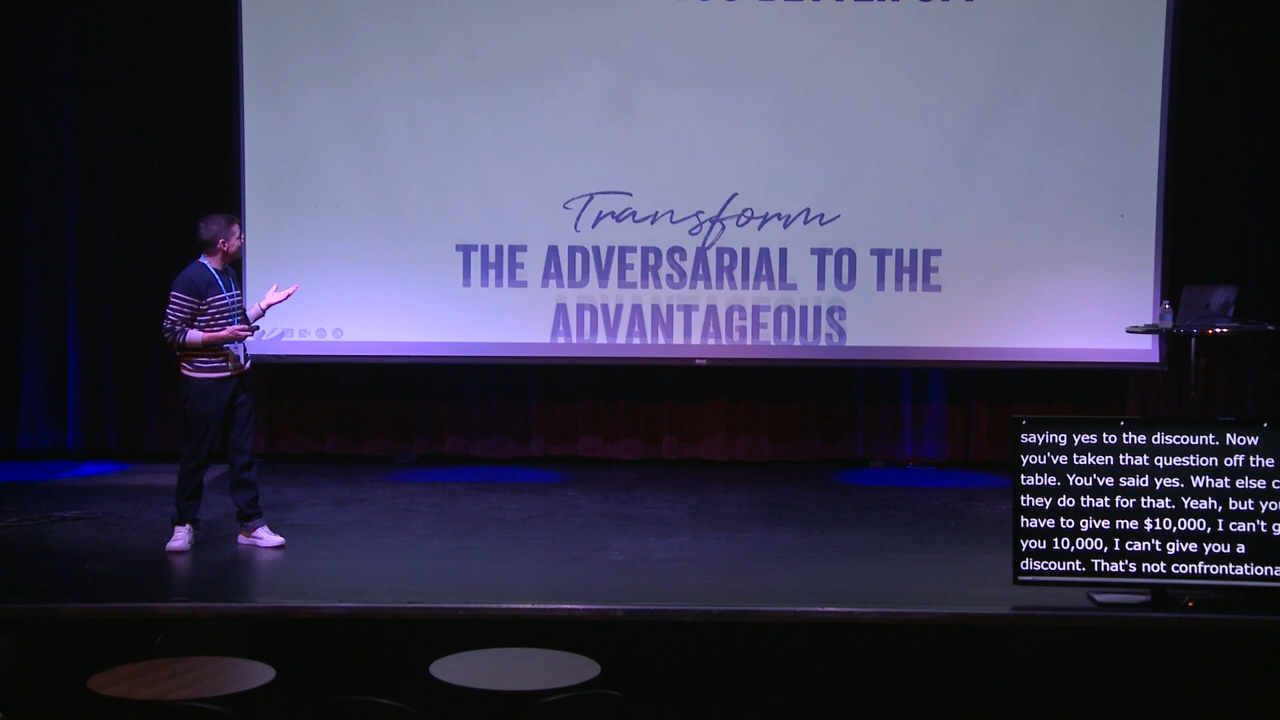 Transform
THE ADVERSARIAL TO THE
ADVANTAGEOUS
saying yes to the discount. Now
you've taken that question off the
table. You've said yes. What else c
they do that for that. Yeah, but yo
have to give me $10,000, I can't g
you 10,000, I can't give you a
discount. That's not confrontationa